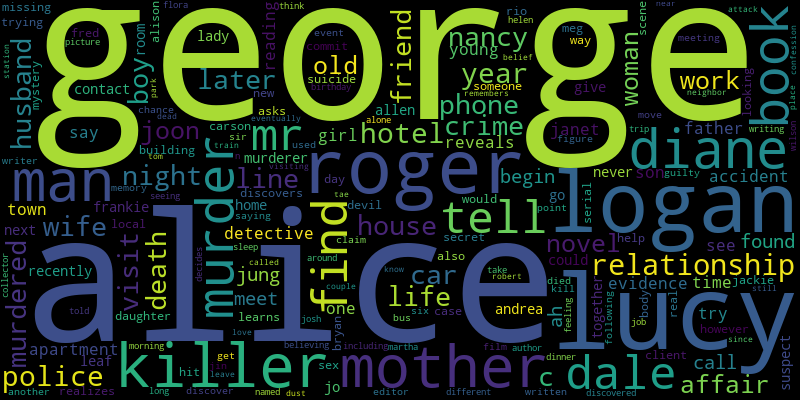 missing flora think event rio helen way
trying fred picture lady alison room reading
commit suicide birthday old friend nancy young meg
george
husband mystery boy contact later
belief year someone remembers neighbor
woman scene near attack meeting work give looking book
station park dead chance
confession place
say joon mr hotel phone crime
allen girl janet father move
writer building carson sir train murderer used alone reveals figure trip writing
tom
man night memory seeing murder line discovers day devil roger begin never son diane accident guilty wilson
town wife frankie home saying tae would go serial logan
next local detective house tell point novel help see found
murdered visit death sleep called claim secret could
find relationship
alice
recently decides jung around also car take robert evidence time jackie still
collector meet couple know life andrea died kill feeling together following real body try however since
told daughter learns josh one six case ah job
apartment love bryan bus lucy call suspect
leaf morning believing including martha film author dinner client
police killer hit get sex mother c dale affair
another realizes long discover leave named dust jo editor different written discovered